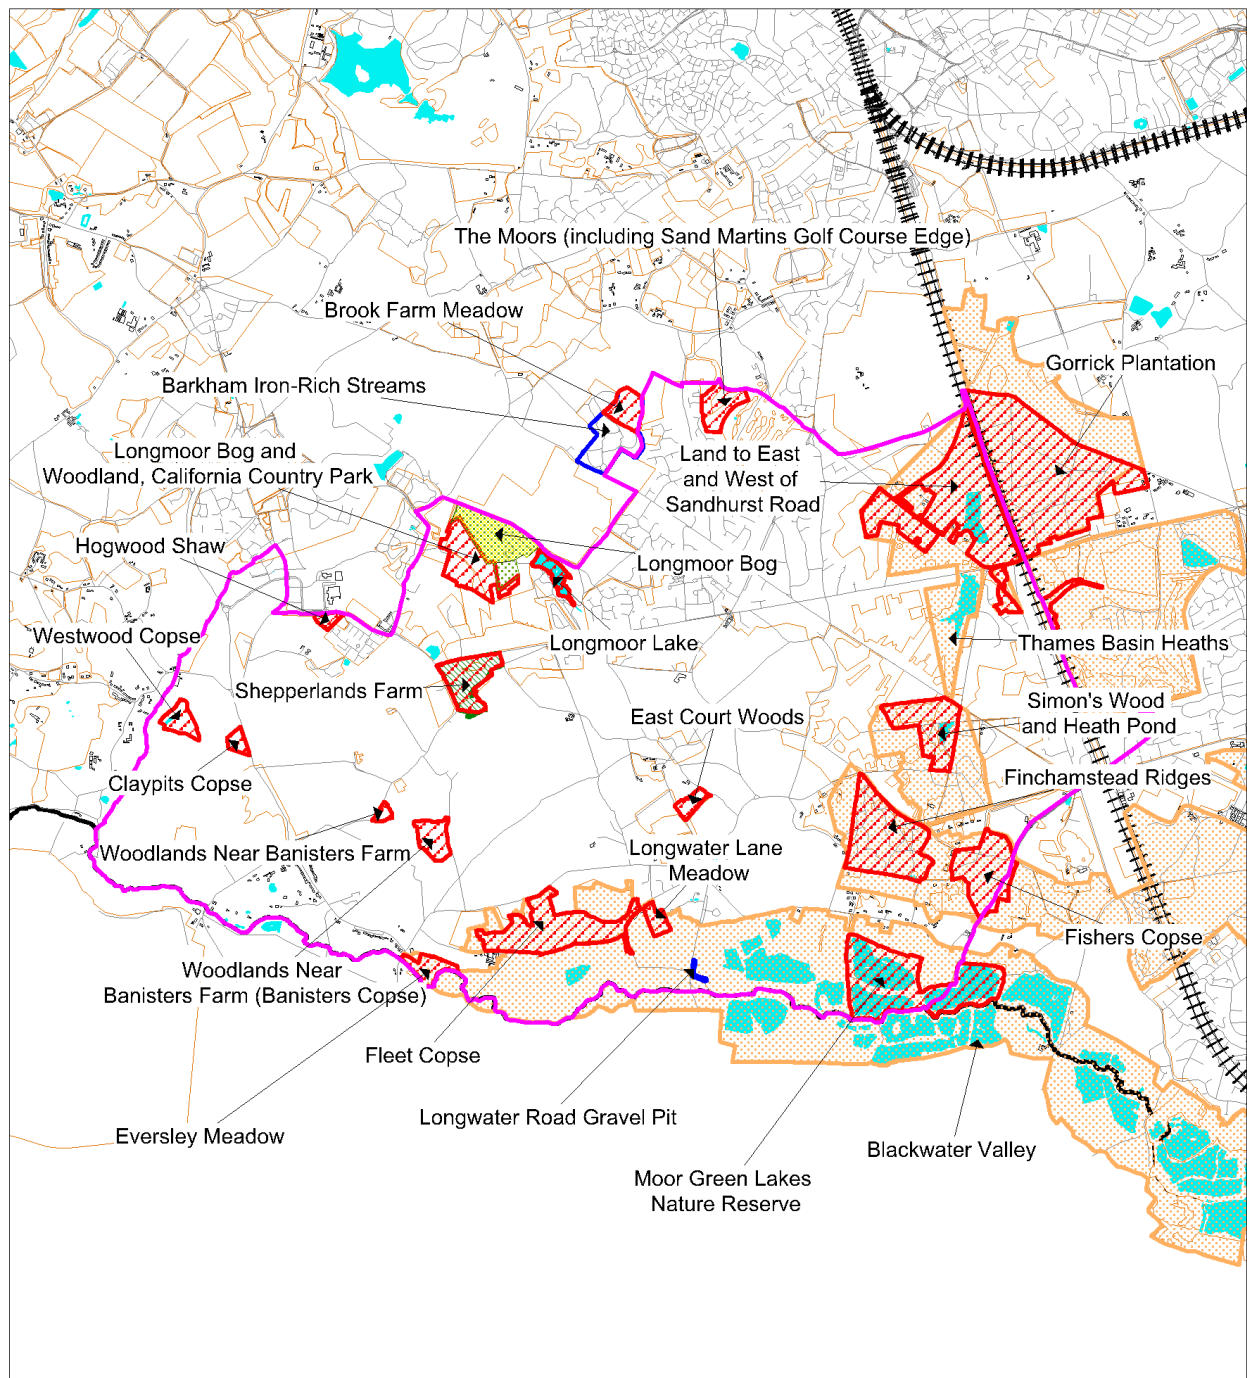 The Moors (including Sand Martins Golf Course Edge)
Brook Farm Meadow
Gorrick Plantation
Barkham Iron-Rich Streams
Longmoor Bog and
Woodland, California Country Park
Land to East
and West of
Sandhurst Road
Hogwood Shaw
Longmoor Bog
Westwood Copse
Longmoor Lake
Thames Basin Heaths
Shepperlands Farm
Simon's Wood
and Heath Pond
East Court Woods
Claypits Copse
Finchamstead Ridges
Woodlands Near Banisters Farm
Longwater Lane
Meadow
Fishers Copse
Woodlands Near
Banisters Farm (Banisters Copse)
Fleet Copse
Longwater Road Gravel Pit
Eversley Meadow
Blackwater Valley
Moor Green Lakes
Nature Reserve